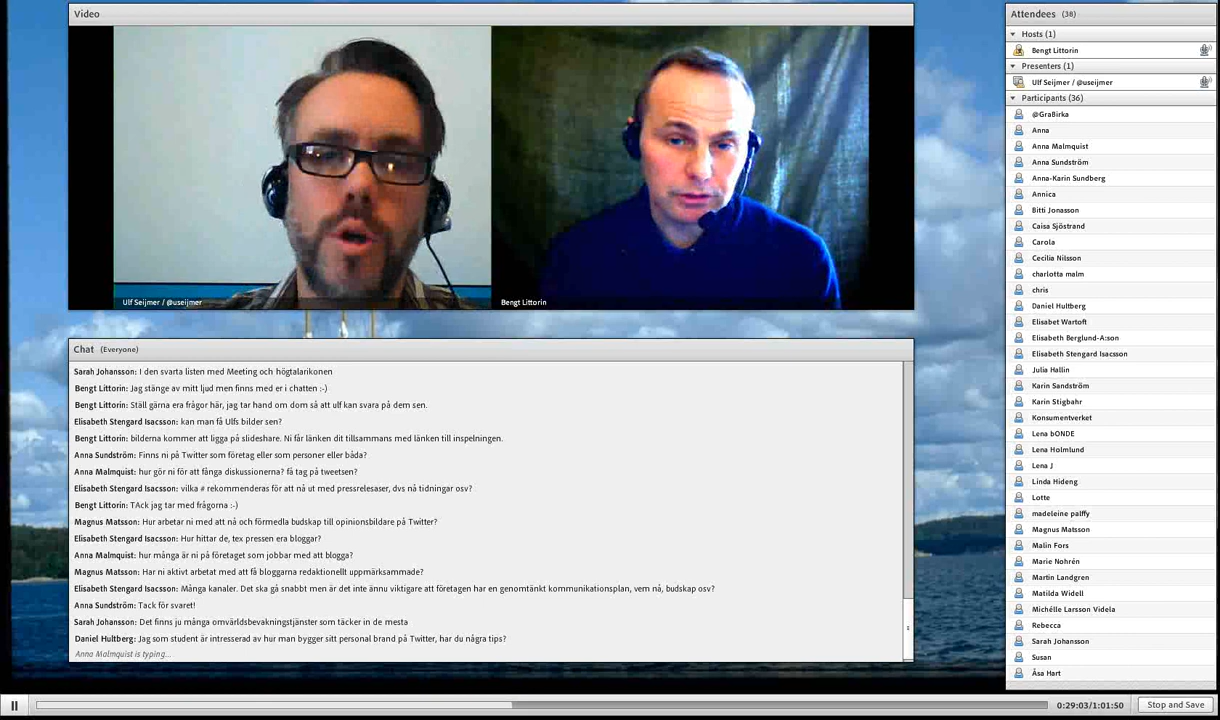 Video
Ulf Seijmer / @useijmer
Bengt Littorin
Chat (Everyone)
Sarah Johansson: I den svarta listen med Meeting och högtalarikonen
Bengt Littorin: Jag stänge av mitt ljud men finns med er i chatten :-)
Bengt Littorin: Ställ gärna era frågor här, jag tar hand om dom så att ulf kan svara på dem sen.
Elisabeth Stengard Isacsson: kan man få Ulfs bilder sen?
Bengt Littorin: bilderna kommer att ligga på slideshare. Ni får länken dit tillsammans med länken till inspelningen.
Anna Sundström: Finns ni på Twitter som företag eller som personer eller båda?
Anna Malmquist: hur gör ni för att fånga diskussionerna? få tag på tweetsen?
Elisabeth Stengard Isacsson: vilka # rekommenderas för att nå ut med pressrelesaser, dvs nå tidningar osv?
Bengt Littorin: TAck jag tar med frågorna :-)
Magnus Matsson: Hur arbetar ni med att nå och förmedla budskap till opinionsbildare på Twitter?
Elisabeth Stengard Isacsson: Hur hittar de, tex pressen era bloggar?
Anna Malmquist: hur många är ni på företaget som jobbar med att blogga?
Magnus Matsson: Har ni aktivt arbetat med att få bloggarna redaktionellt uppmärksammade?
Elisabeth Stengard Isacsson: Många kanaler. Det ska gå snabbt men är det inte ännu viktigare att företagen har en genomtänkt kommunikationsplan, vem nå, budskap osv?
Anna Sundström: Tack för svaret!
Sarah Johansson: Det finns ju många omvärldsbevakningstjänster som täcker in de mesta
Daniel Hultberg: Jag som student är intresserad av hur man bygger sitt personal brand på Twitter, har du några tips?
Anna Malmquist is typing...
Attendees (38)
Hosts (1)
Bengt Littorin
Presenters (1)
Ulf Seijmer / @useijmer
Participants (36)
@GraBirka
Anna
Anna Malmquist
Anna Sundström
Anna-Karin Sundberg
Annica
Bitti Jonasson
Caisa Sjöstrand
Carola
Cecilia Nilsson
charlotta malm
chris
Daniel Hultberg
Elisabet Wartoft
Elisabeth Berglund-A:son
Elisabeth Stengard Isacsson
Julia Hallin
Karin Sandström
Karin Stigbahr
Konsumentverket
Lena bONDE
Lena Holmlund
Lena J
Linda Hideng
Lotte
madeleine palffy
Magnus Matsson
Malin Fors
Marie Nohrén
Martin Landgren
Matilda Widell
Michélle Larsson Videla
Rebecca
Sarah Johansson
Susan
Åsa Hart
0:29:03/1:01:50
Stop and Save